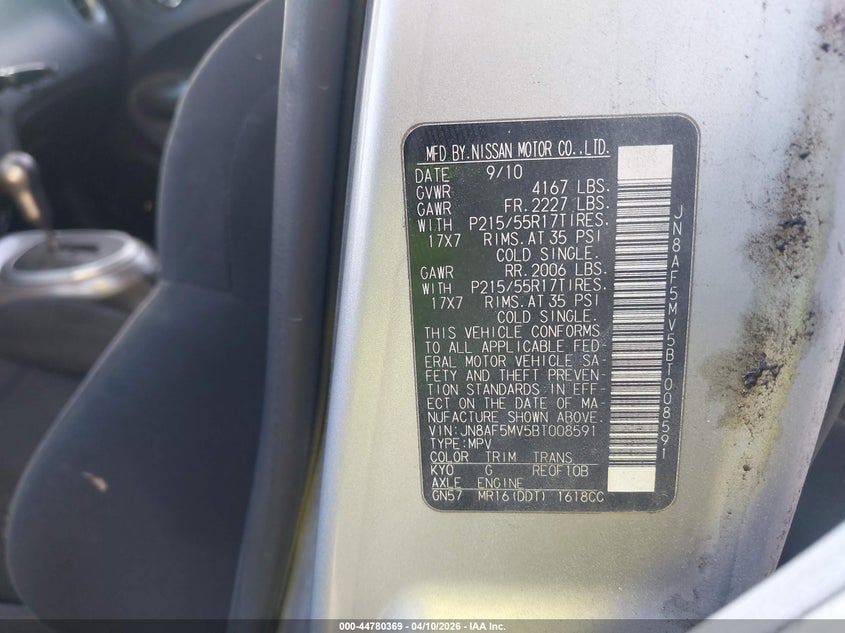 MFD BY.NISSAN MOTOR CO.,LTD.
DATE 9/10
GVWR 4167 LBS.
GAWR FR. 2227 LBS.
WITH P215/55R17TIRES.
17X7 RIMS.AT 35 PSI
COLD SINGLE.
GAWR RR. 2006 LBS.
WITH P215/55R17TIRES.
17X7 RIMS.AT 35 PSI
COLD SINGLE.
THIS VEHICLE CONFORMS
TO ALL APPLICABLE FED-
ERAL MOTOR VEHICLE SA-
FETY AND THEFT PREVEN-
TION STANDARDS IN EFF-
ECT ON THE DATE OF MA-
NUFACTURE SHOWN ABOVE.
VIN:JN8AF5MV5BT008591
TYPE:MPV
COLOR TRIM TRANS
KY0 G RE0F10B
AXLE ENGINE
GN57 MR16(DDT) 1618CC
JN8AF5MV5BT008591
000-44780369 - 04/10/2026 - IAA Inc.